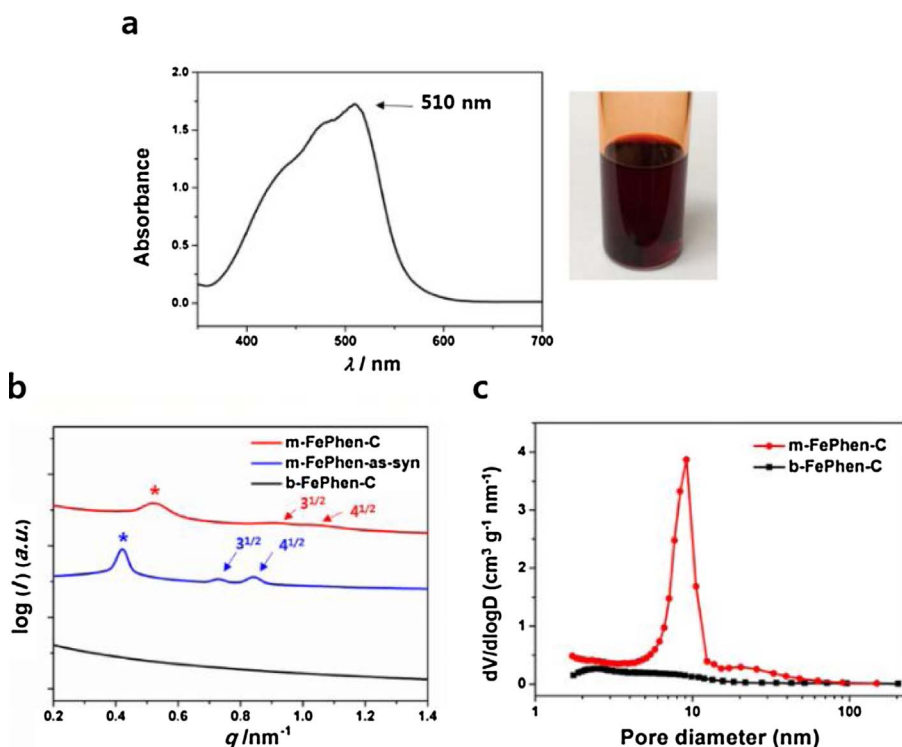 a
2.0
1.5
1.0
0.5
0.0
Absorbance
510 nm
400 500 600 700
λ / nm
b
m-FePhen-C
m-FePhen-as-syn
b-FePhen-C
*
3^{1/2}
4^{1/2}
*
3^{1/2}
4^{1/2}
log (I) (a.u.)
0.2 0.4 0.6 0.8 1.0 1.2 1.4
q /nm^{-1}
c
m-FePhen-C
b-FePhen-C
4
3
2
1
0
dV/dlogD (cm^3 g^{-1} nm^{-1})
1 10 100
Pore diameter (nm)